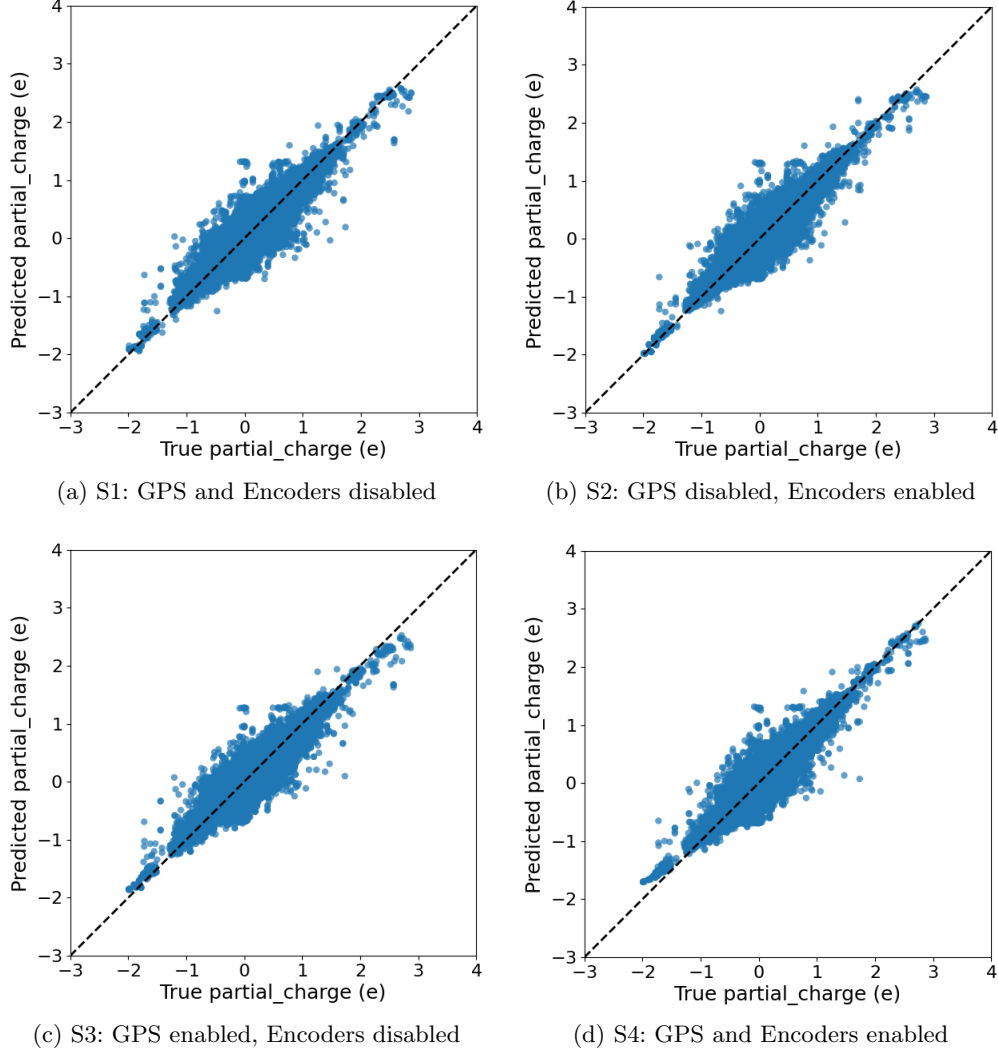 4
3
2
1
0
−1
−2
−3
−3 −2 −1 0 1 2 3 4
Predicted partial_charge (e)
True partial_charge (e)
(a) S1: GPS and Encoders disabled
4
3
2
1
0
−1
−2
−3
−3 −2 −1 0 1 2 3 4
Predicted partial_charge (e)
True partial_charge (e)
(b) S2: GPS disabled, Encoders enabled
4
3
2
1
0
−1
−2
−3
−3 −2 −1 0 1 2 3 4
Predicted partial_charge (e)
True partial_charge (e)
(c) S3: GPS enabled, Encoders disabled
4
3
2
1
0
−1
−2
−3
−3 −2 −1 0 1 2 3 4
Predicted partial_charge (e)
True partial_charge (e)
(d) S4: GPS and Encoders enabled